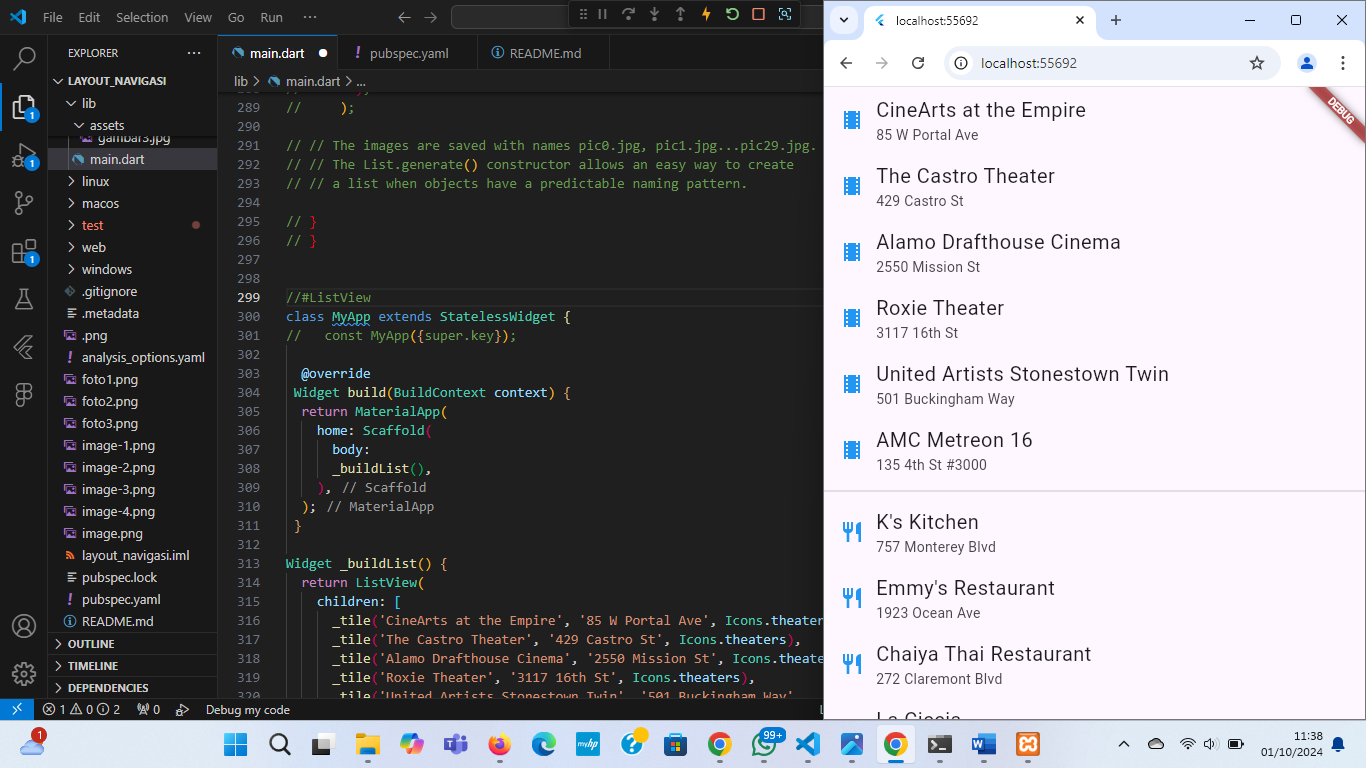 File Edit Selection View Go Run ···
EXPLORER ···
LAYOUT_NAVIGASI
lib
assets
gambar3.jpg
main.dart
linux
macos
test
web
windows
.gitignore
.metadata
.png
analysis_options.yaml
foto1.png
foto2.png
foto3.png
image-1.png
image-2.png
image-3.png
image-4.png
image.png
layout_navigasi.iml
pubspec.lock
pubspec.yaml
README.md
OUTLINE
TIMELINE
DEPENDENCIES
1
1
1
main.dart
! pubspec.yaml
README.md
lib > main.dart > ...
289 //     );
290
291 // // The images are saved with names pic0.jpg, pic1.jpg...pic29.jpg.
292 // // The List.generate() constructor allows an easy way to create
293 // // a list when objects have a predictable naming pattern.
294
295 // }
296 // }
297
298
299 //#ListView
300 class MyApp extends StatelessWidget {
301 //   const MyApp({super.key});
302
303   @override
304  Widget build(BuildContext context) {
305   return MaterialApp(
306     home: Scaffold(
307       body:
308       _buildList(),
309     ), // Scaffold
310   ); // MaterialApp
311  }
312
313 Widget _buildList() {
314   return ListView(
315     children: [
316       _tile('CineArts at the Empire', '85 W Portal Ave', Icons.theater
317       _tile('The Castro Theater', '429 Castro St', Icons.theaters),
318       _tile('Alamo Drafthouse Cinema', '2550 Mission St', Icons.theate
319       _tile('Roxie Theater', '3117 16th St', Icons.theaters),
320       _tile('United Artists Stonestown Twin', '501 Buckingham Way',
1 0 2 0 Debug my code
localhost:55692
localhost:55692
DEBUG
CineArts at the Empire
85 W Portal Ave
The Castro Theater
429 Castro St
Alamo Drafthouse Cinema
2550 Mission St
Roxie Theater
3117 16th St
United Artists Stonestown Twin
501 Buckingham Way
AMC Metreon 16
135 4th St #3000
K's Kitchen
757 Monterey Blvd
Emmy's Restaurant
1923 Ocean Ave
Chaiya Thai Restaurant
272 Claremont Blvd
La Ciccia
1
myhp
99+
11:38
01/10/2024